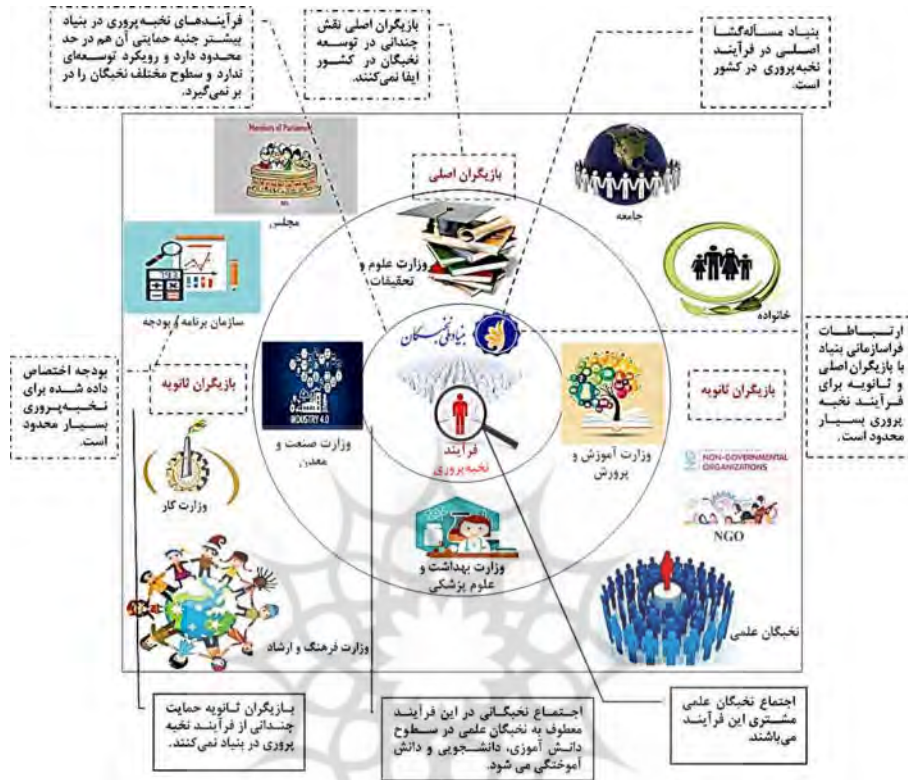 فرآیندهای نخبه‌پروری در بنیاد
بیشتر جنبه حمایتی آن هم در حد
محدود دارد و رویکرد توسعه‌ای
ندارد و سطوح مختلف نخبگان را در
بر نمی‌گیرد.
بازیگران اصلی نقش
چندانی در توسعه
نخبگان در کشور
ایفا نمی‌کنند.
بنیاد مسأله‌گشا
اصلی در فرآیند
نخبه‌پروری در کشور
است.
Members of Parliament
مجلس
بازیگران اصلی
جامعه
وزارت علوم و
تحقیقات
سازمان برنامه و بودجه
خانواده
بنیاد ملی نخبگان
ارتباطات
فراسازمانی بنیاد
با بازیگران اصلی
و ثانویه برای
فرآیند نخبه
پروری بسیار
محدود است.
بودجه اختصاص
داده شده برای
نخبه‌پروری
بسیار محدود
است.
بازیگران ثانویه
بازیگران ثانویه
INDUSTRY 4.0
وزارت صنعت و
معدن
فرآیند
نخبه‌پروری
وزارت آموزش و
پرورش
NON-GOVERNMENTAL
ORGANIZATIONS
NGO
وزارت کار
وزارت بهداشت و
علوم پزشکی
نخبگان علمی
وزارت فرهنگ و ارشاد
بازیگران ثانویه حمایت
چندانی از فرآیند نخبه
پروری در بنیاد نمی‌کنند.
اجتماع نخبگانی در این فرآیند
معطوف به نخبگان علمی در سطوح
دانش آموزی، دانشجویی و دانش
آموختگی می شود.
اجتماع نخبگان علمی
مشتری این فرآیند
می‌باشند.